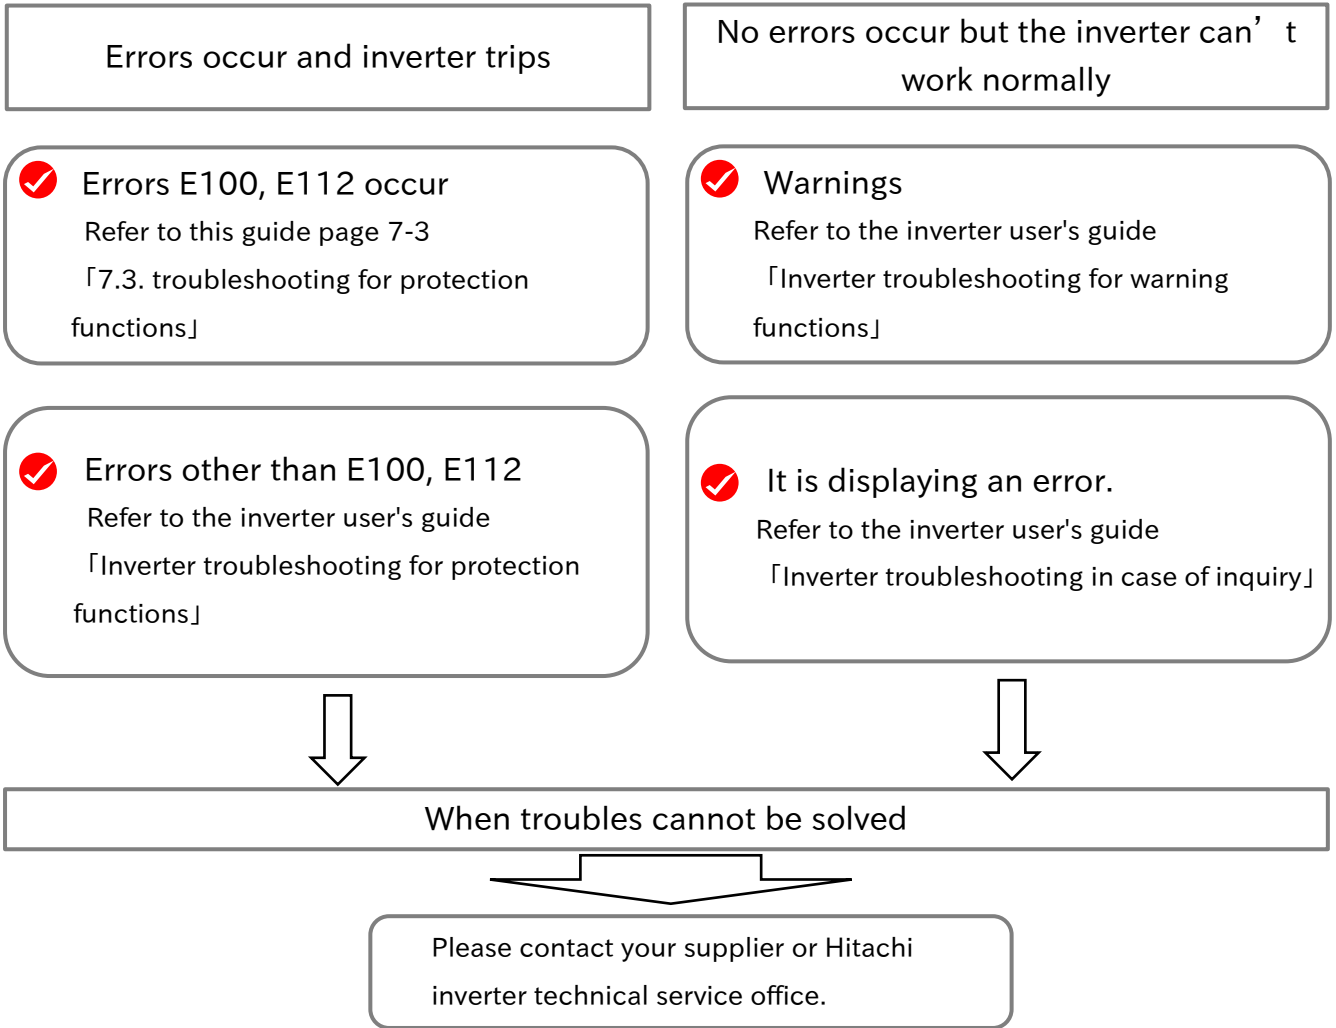 Errors occur and inverter trips
No errors occur but the inverter can’ t
work normally
Errors E100, E112 occur
Refer to this guide page 7-3
「7.3. troubleshooting for protection
functions」
Warnings
Refer to the inverter user's guide
「Inverter troubleshooting for warning
functions」
Errors other than E100, E112
Refer to the inverter user's guide
「Inverter troubleshooting for protection
functions」
It is displaying an error.
Refer to the inverter user's guide
「Inverter troubleshooting in case of inquiry」
When troubles cannot be solved
Please contact your supplier or Hitachi
inverter technical service office.